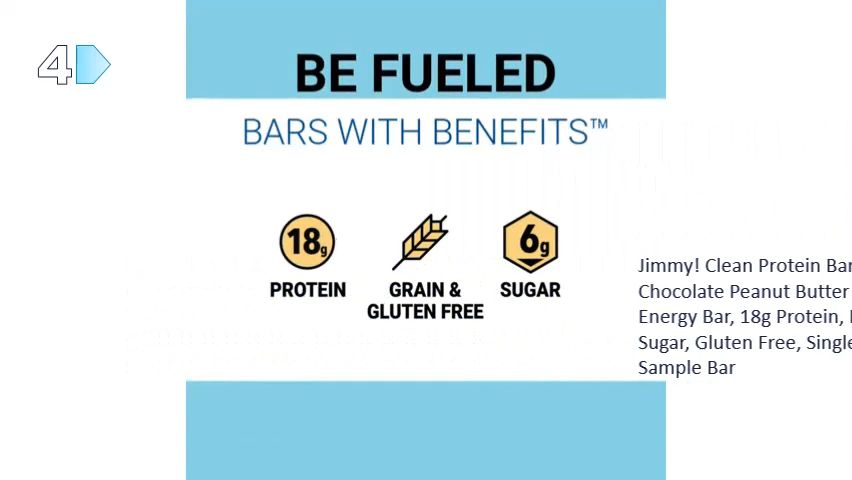 4
BE FUELED
BARS WITH BENEFITS™
18g
PROTEIN
GRAIN &
GLUTEN FREE
6g
SUGAR
Jimmy! Clean Protein Bar
Chocolate Peanut Butter
Energy Bar, 18g Protein,
Sugar, Gluten Free, Single
Sample Bar